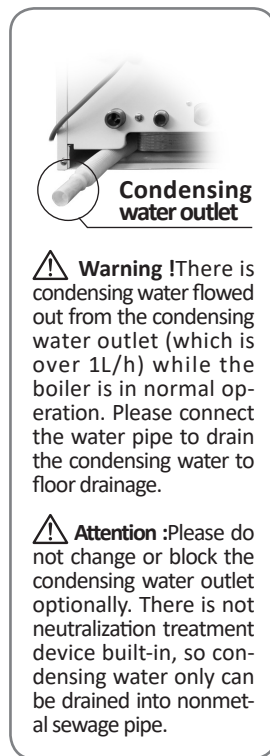 Condensing
water outlet
Warning !There is
condensing water flowed
out from the condensing
water outlet (which is
over 1L/h) while the
boiler is in normal op-
eration. Please connect
the water pipe to drain
the condensing water to
floor drainage.
Attention :Please do
not change or block the
condensing water outlet
optionally. There is not
neutralization treatment
device built-in, so con-
densing water only can
be drained into nonmet-
al sewage pipe.